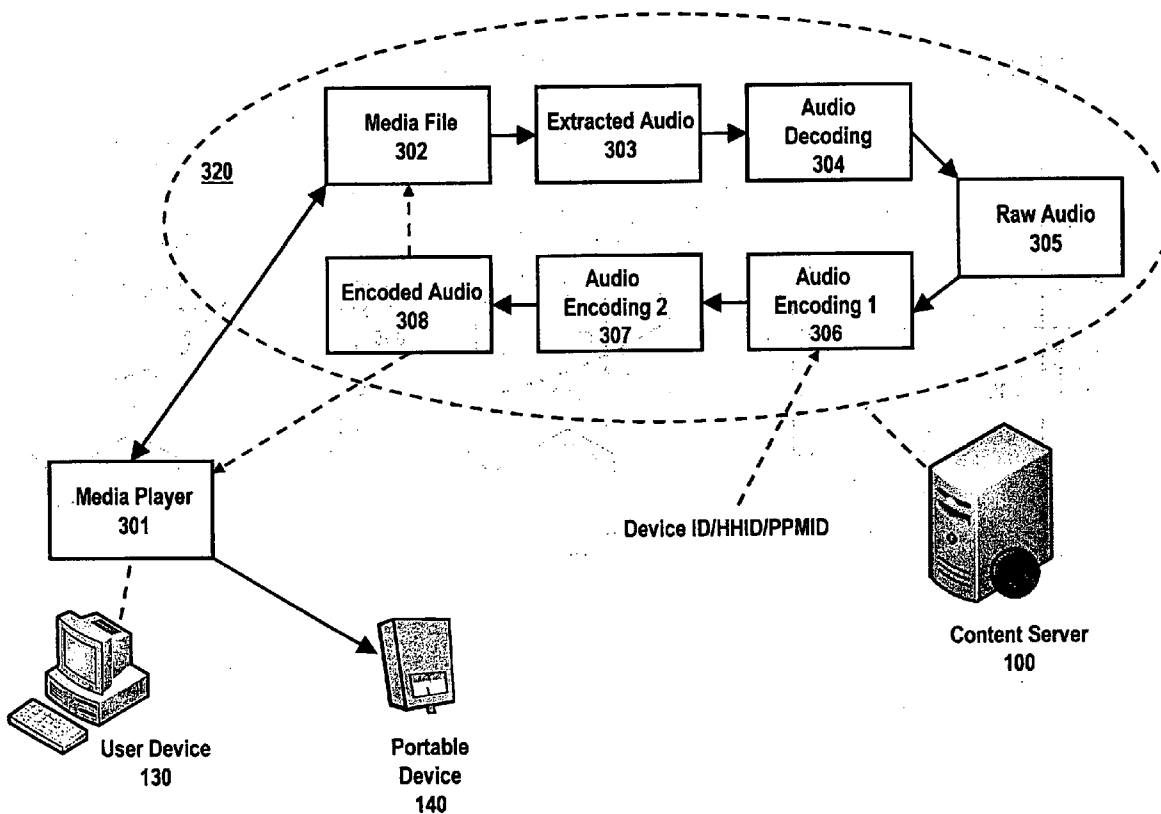 320
Media File
302
Extracted Audio
303
Audio
Decoding
304
Raw Audio
305
Encoded Audio
308
Audio
Encoding 2
307
Audio
Encoding 1
306
Media Player
301
Device ID/HHID/PPMID
Content Server
100
User Device
130
Portable
Device
140